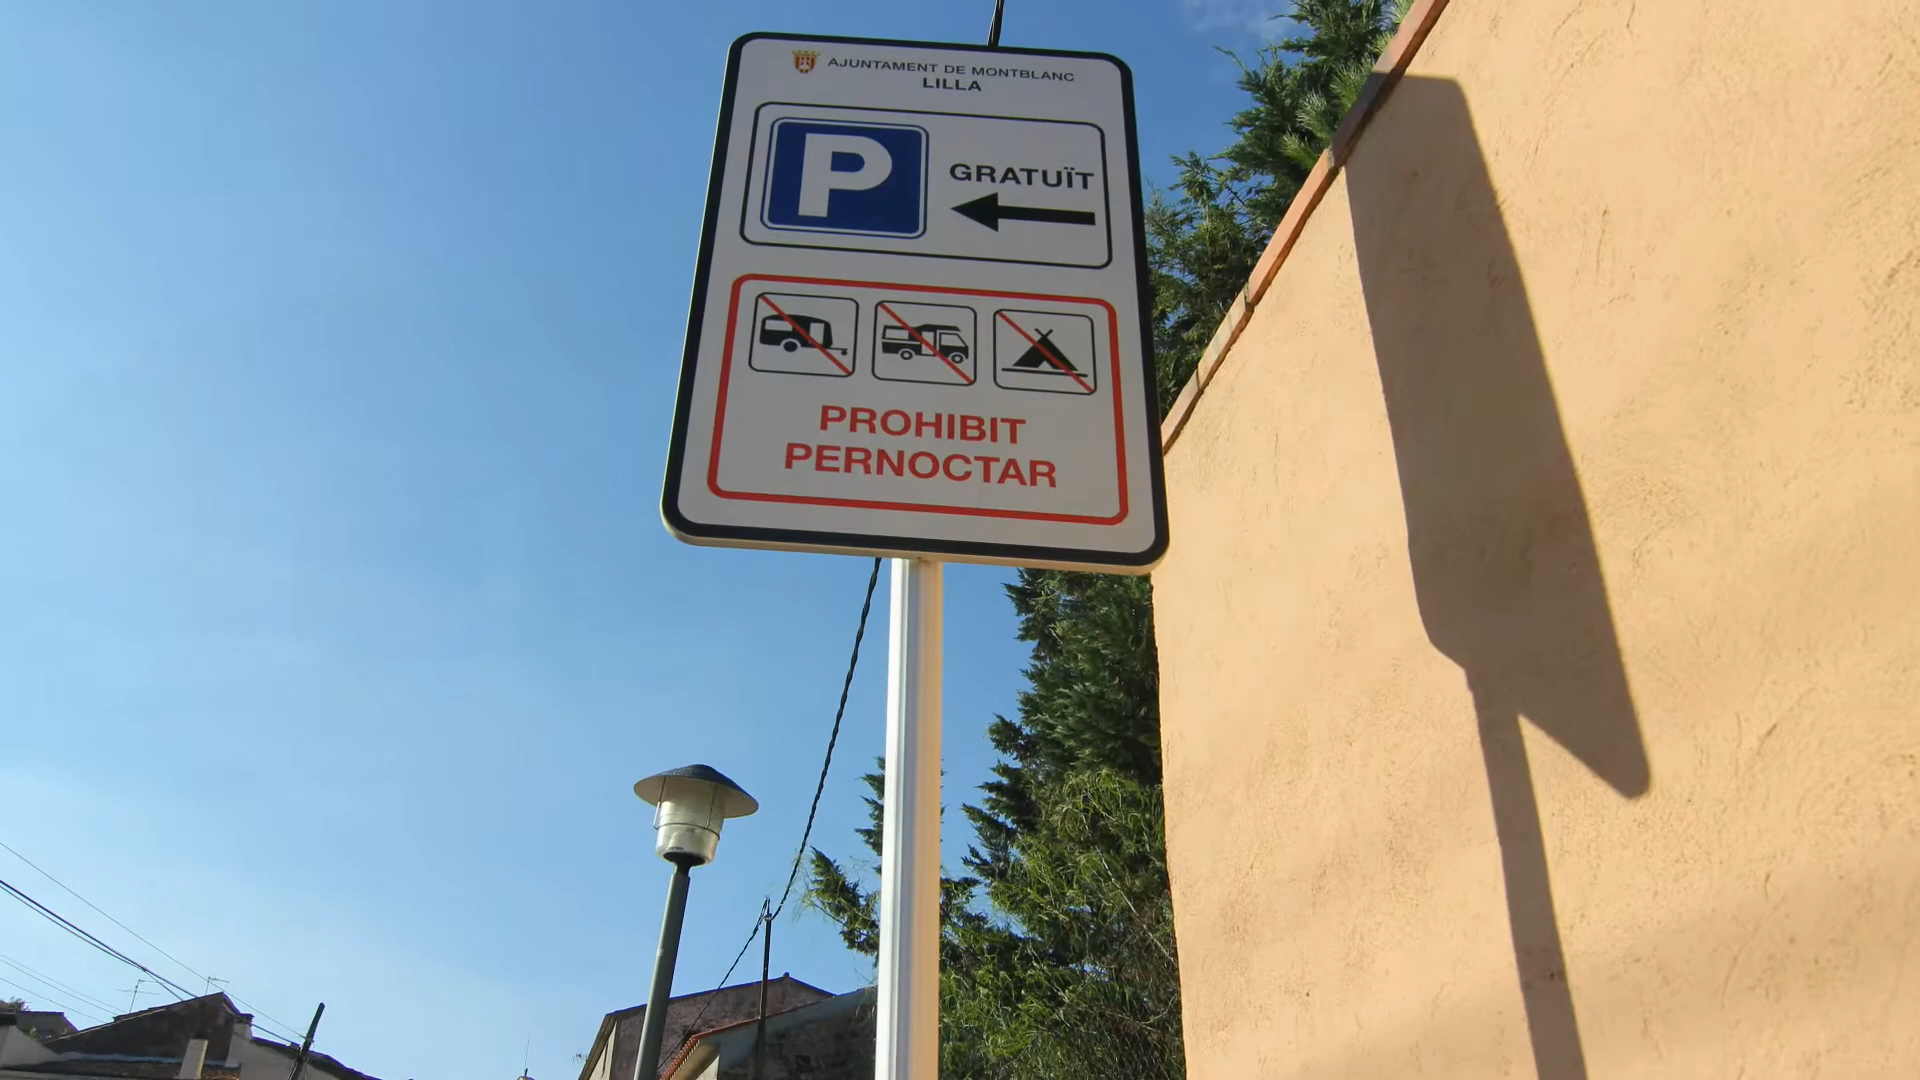 AJUNTAMENT DE MONTBLANC
LILLA
P
GRATUÏT
PROHIBIT
PERNOCTAR